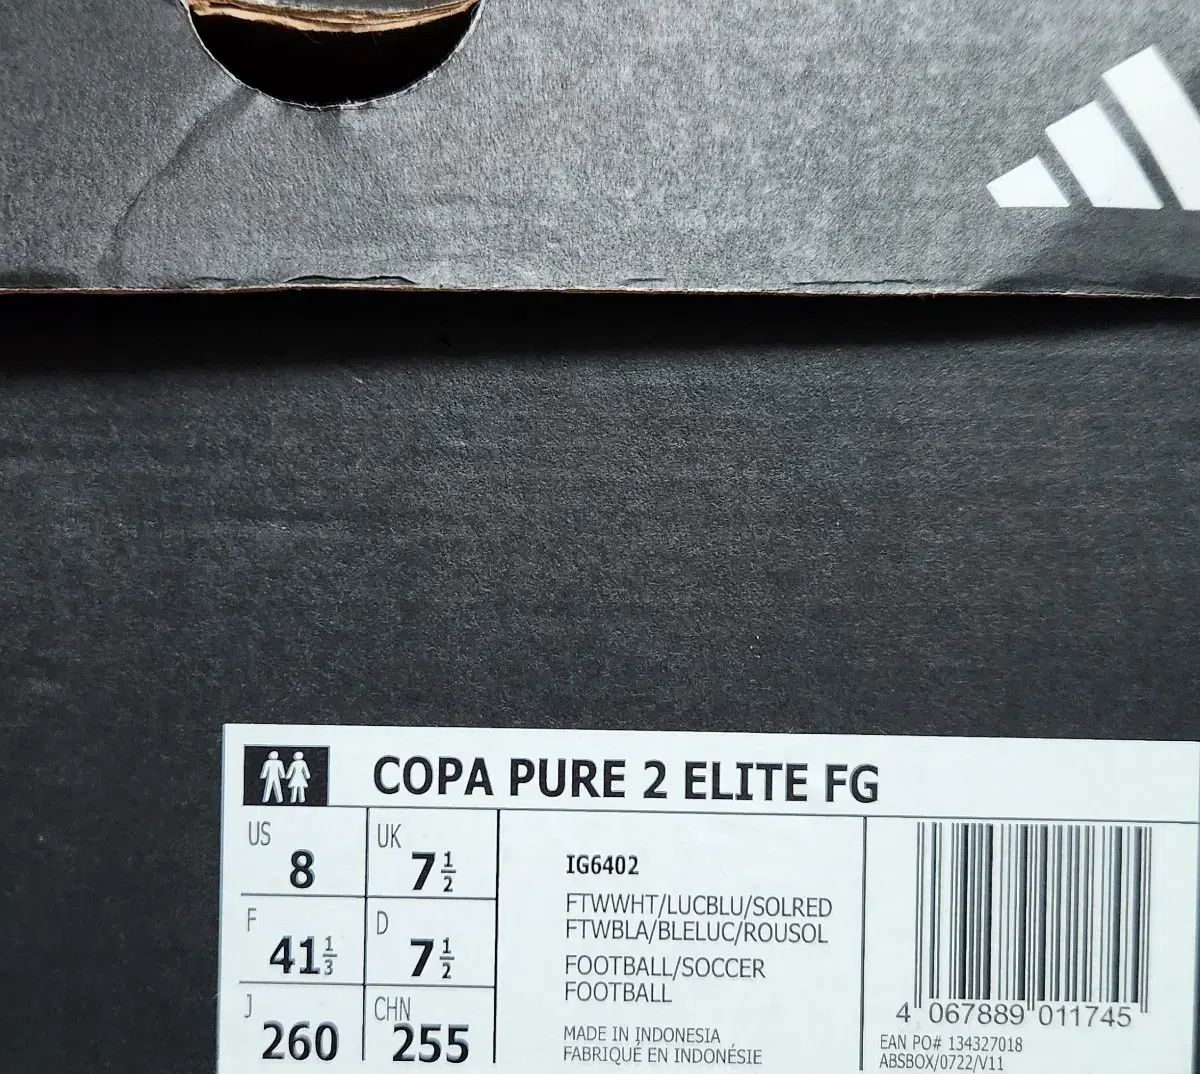 COPA PURE 2 ELITE FG
US
8
UK
7 1/2
F
41 1/3
D
7 1/2
J
260
CHN
255
IG6402
FTWWHT/LUCBLU/SOLRED
FTWBLA/BLELUC/ROUSOL
FOOTBALL/SOCCER
FOOTBALL
MADE IN INDONESIA
FABRIQUÉ EN INDONÉSIE
4 067889 011745
EAN PO# 134327018
ABSBOX/0722/V11